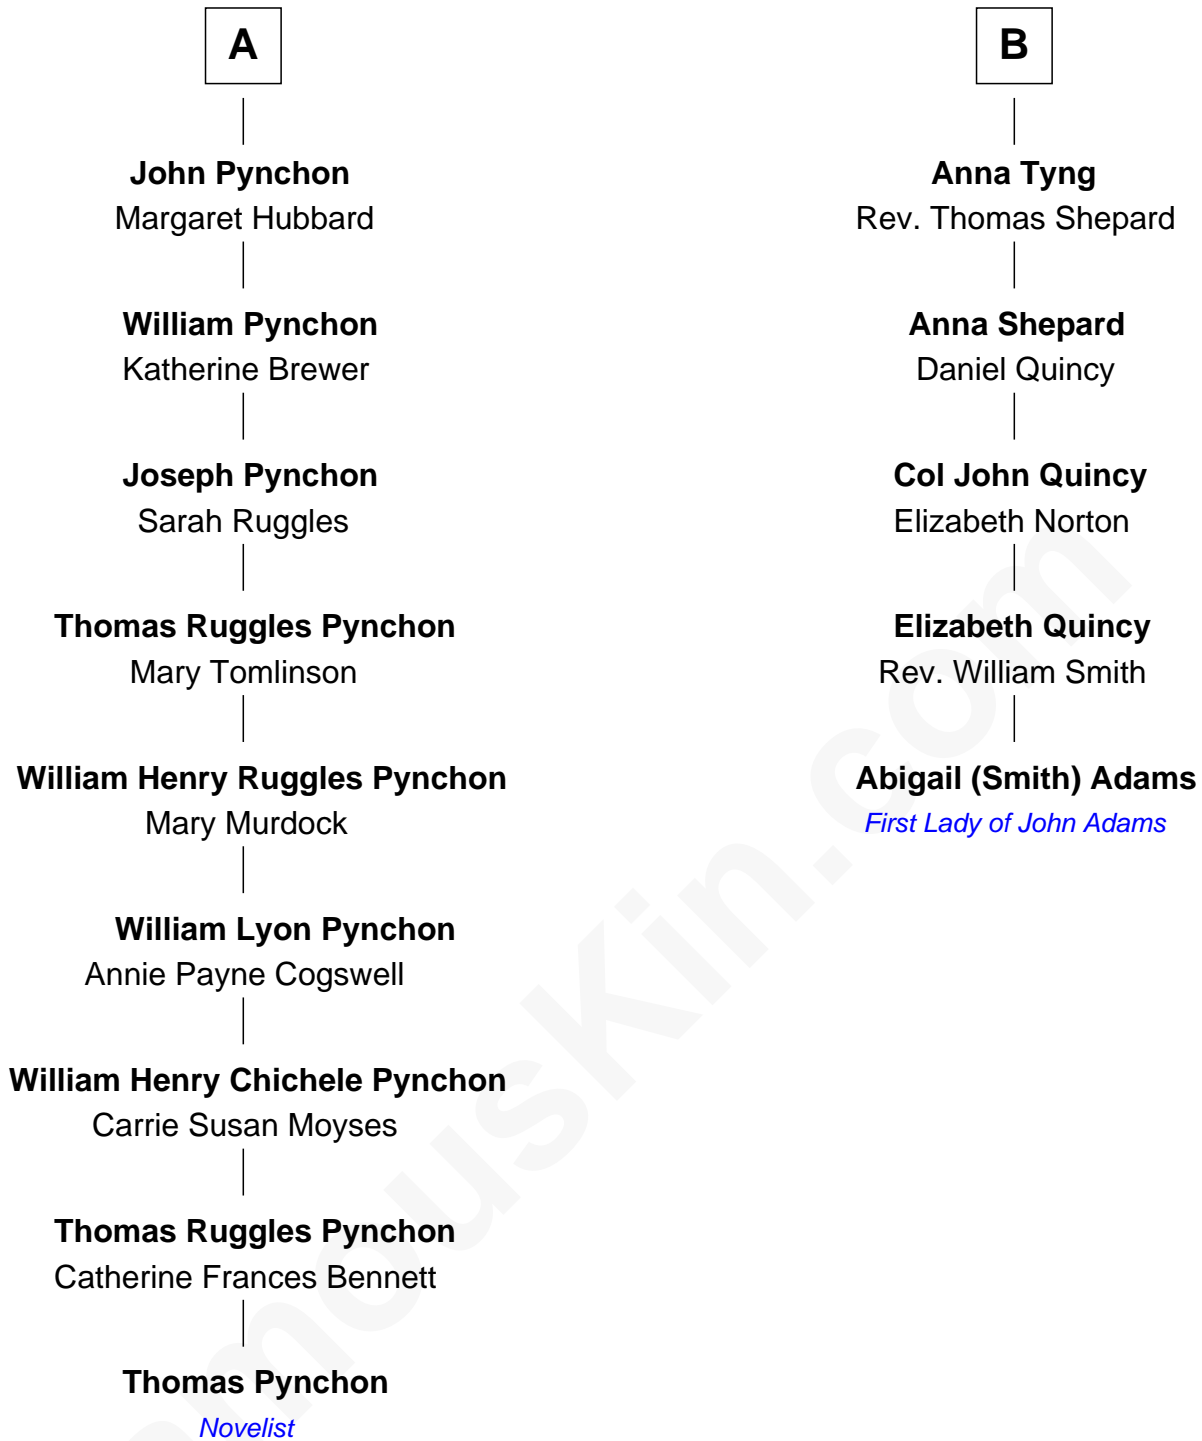 A
John Pynchon
Margaret Hubbard
William Pynchon
Katherine Brewer
Joseph Pynchon
Sarah Ruggles
Thomas Ruggles Pynchon
Mary Tomlinson
William Henry Ruggles Pynchon
Mary Murdock
William Lyon Pynchon
Annie Payne Cogswell
William Henry Chichele Pynchon
Carrie Susan Moyses
Thomas Ruggles Pynchon
Catherine Frances Bennett
Thomas Pynchon
Novelist
B
Anna Tyng
Rev. Thomas Shepard
Anna Shepard
Daniel Quincy
Col John Quincy
Elizabeth Norton
Elizabeth Quincy
Rev. William Smith
Abigail (Smith) Adams
First Lady of John Adams
amousKin.com